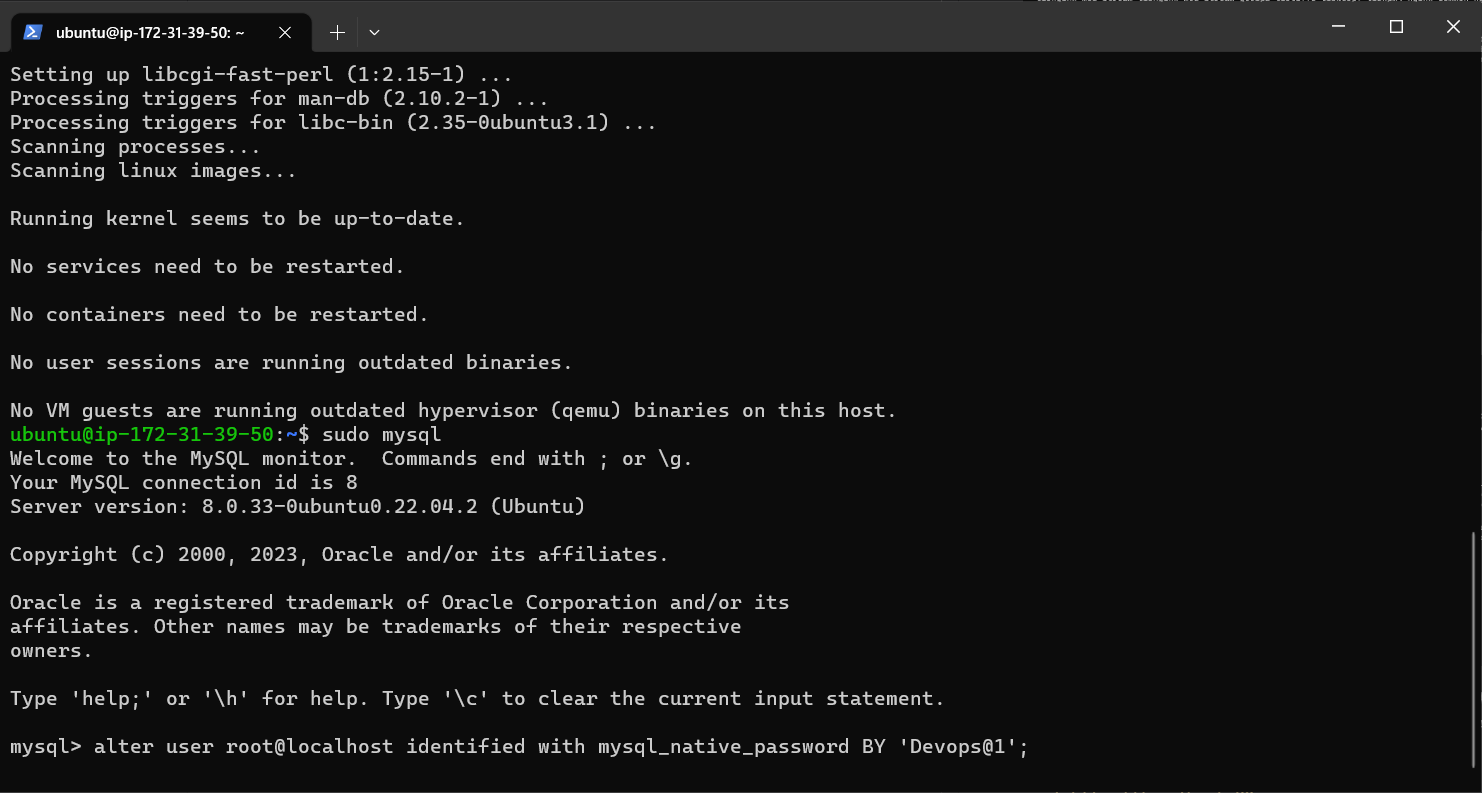 ubuntu@ip-172-31-39-50: ~
Setting up libcgi-fast-perl (1:2.15-1) ...
Processing triggers for man-db (2.10.2-1) ...
Processing triggers for libc-bin (2.35-0ubuntu3.1) ...
Scanning processes...
Scanning linux images...
Running kernel seems to be up-to-date.
No services need to be restarted.
No containers need to be restarted.
No user sessions are running outdated binaries.
No VM guests are running outdated hypervisor (qemu) binaries on this host.
ubuntu@ip-172-31-39-50:~$ sudo mysql
Welcome to the MySQL monitor.  Commands end with ; or \g.
Your MySQL connection id is 8
Server version: 8.0.33-0ubuntu0.22.04.2 (Ubuntu)
Copyright (c) 2000, 2023, Oracle and/or its affiliates.
Oracle is a registered trademark of Oracle Corporation and/or its
affiliates. Other names may be trademarks of their respective
owners.
Type 'help;' or '\h' for help. Type '\c' to clear the current input statement.
mysql> alter user root@localhost identified with mysql_native_password BY 'Devops@1';